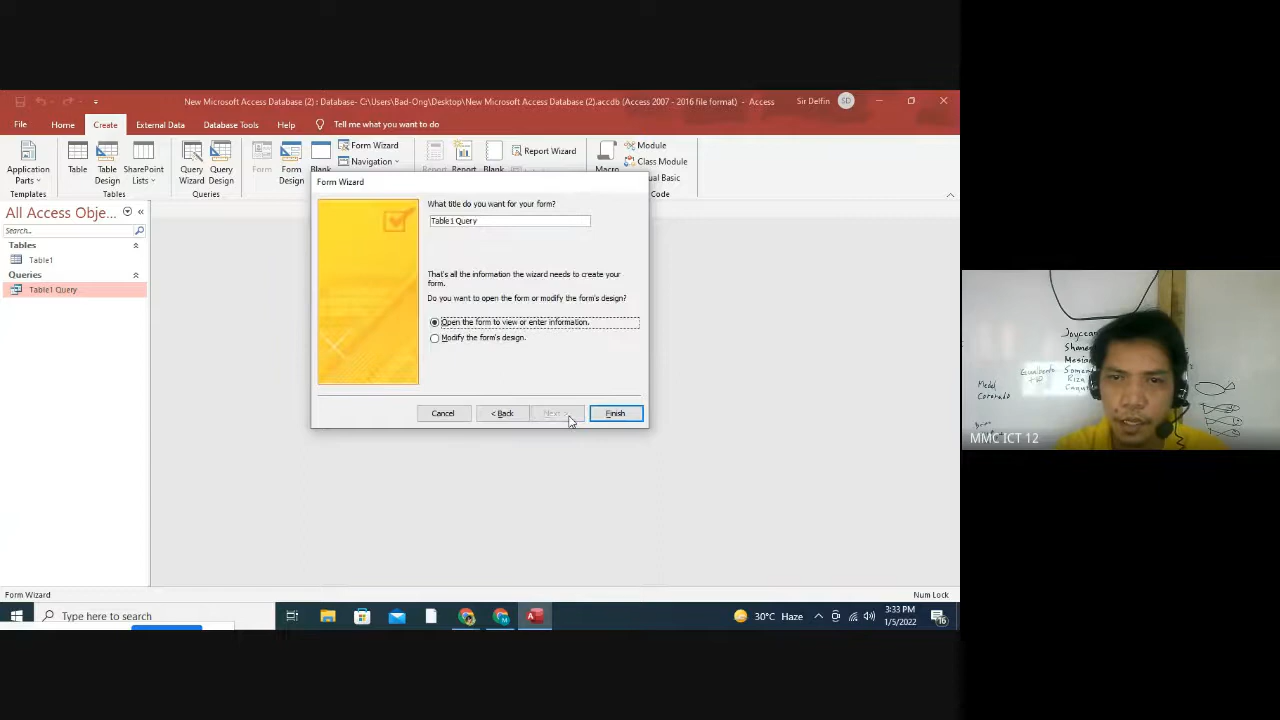 New Microsoft Access Database (2) : Database- C:\Users\Bad-Ong\Desktop\New Microsoft Access Database (2).accdb (Access 2007 - 2016 file format) - Access
Sir Delfin
SD
File
Home
Create
External Data
Database Tools
Help
Tell me what you want to do
Application Parts
Table
Table Design
SharePoint Lists
Query Wizard
Query Design
Form
Form Design
Blank
Form Wizard
Navigation
Report
Report
Blank
Report Wizard
Macro
Module
Class Module
Templates
Tables
Queries
Code
Form Wizard
All Access Obje...
Search...
Tables
Table1
Queries
Table1 Query
What title do you want for your form?
Table1 Query
That's all the information the wizard needs to create your
form.
Do you want to open the form or modify the form's design?
Open the form to view or enter information.
Modify the form's design.
Cancel
< Back
Next >
Finish
Form Wizard
Num Lock
Type here to search
30°C Haze
3:33 PM
1/5/2022
16
Medel
Coronado
MMC ICT 12